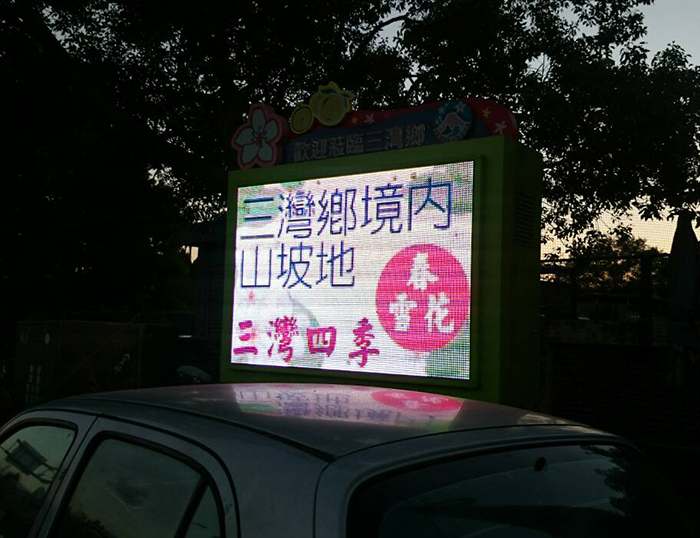 歡迎蒞臨三灣鄉
三灣鄉境內
山坡地
春
雪花
三灣四季